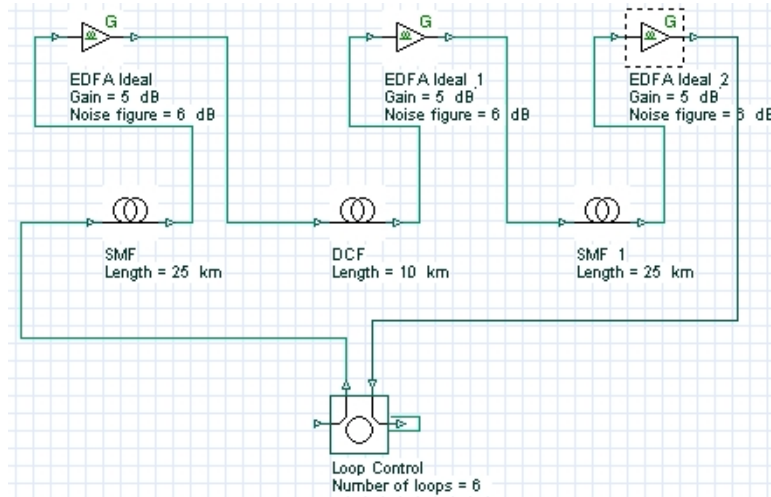 G
EDFA Ideal
Gain = 5 dB
Noise figure = 6 dB
G
EDFA Ideal_1
Gain = 5 dB
Noise figure = 6 dB
G
EDFA Ideal_2
Gain = 5 dB
Noise figure = 6 dB
SMF
Length = 25 km
DCF
Length = 10 km
SMF_1
Length = 25 km
Loop Control
Number of loops = 6